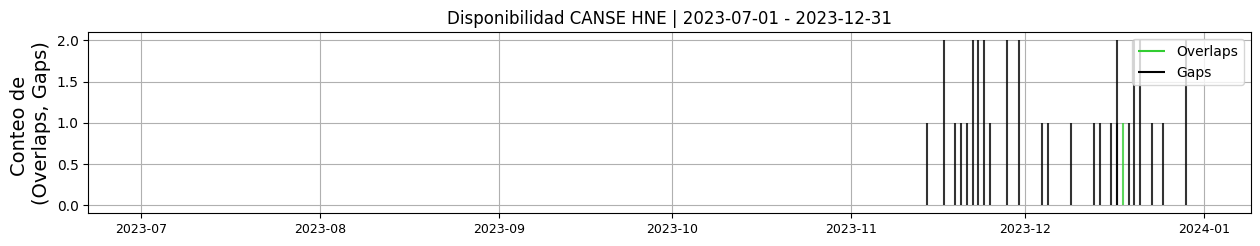 Disponibilidad CANSE HNE | 2023-07-01 - 2023-12-31
Conteo de
(Overlaps, Gaps)
2.0
1.5
1.0
0.5
0.0
Overlaps
Gaps
2023-07
2023-08
2023-09
2023-10
2023-11
2023-12
2024-01